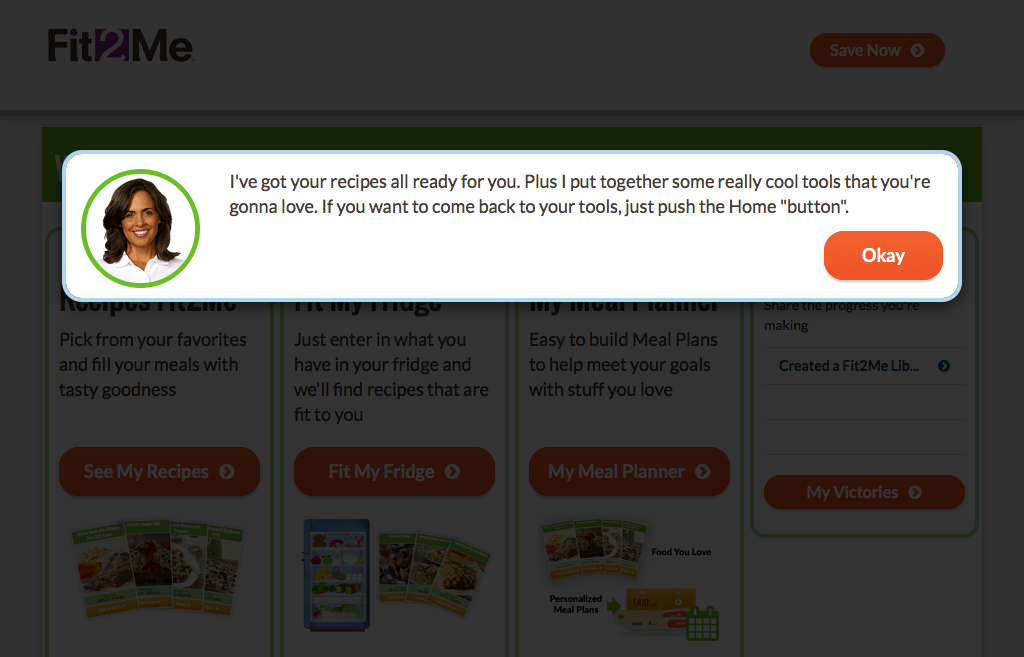 Fit2Me
Save Now
I've got your recipes all ready for you. Plus I put together some really cool tools that you're
gonna love. If you want to come back to your tools, just push the Home "button".
Okay
Recipes Fit2Me
Pick from your favorites
and fill your meals with
tasty goodness
See My Recipes
Fit My Fridge
Just enter in what you
have in your fridge and
we'll find recipes that are
fit to you
Fit My Fridge
My Meal Planner
Easy to build Meal Plans
to help meet your goals
with stuff you love
My Meal Planner
Food You Love
Personalized
Meal Plans
1,410
Share the progress you're
making
Created a Fit2Me Lib...
My Victories